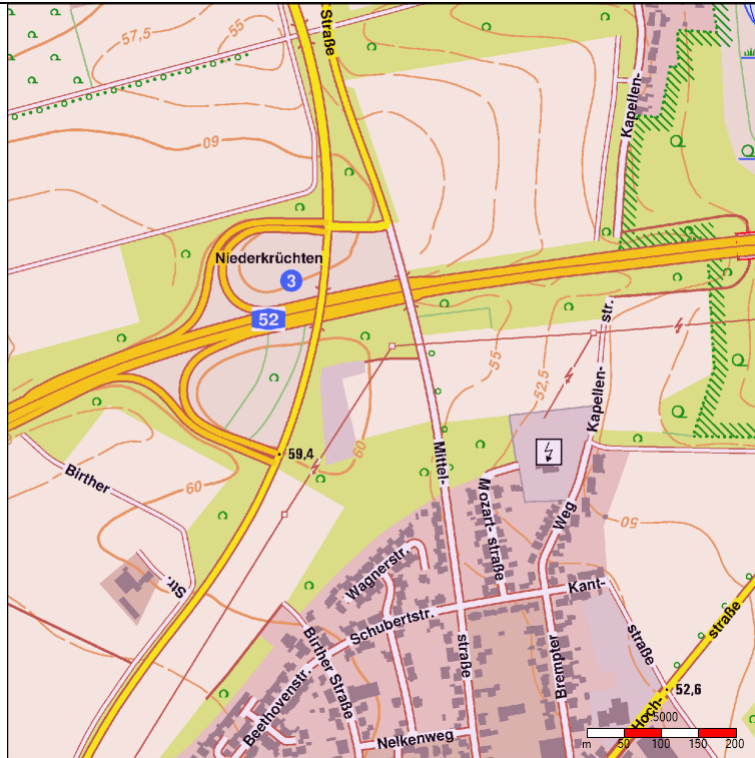 Straße
57,5
55
60
Kapellen-
Niederkrüchten
3
52
str.
55
52,5
Kapellen-
59,4
60
60
Mittel-
Birther
Mozart-
straße
Weg
50
Str.
Wagnerstr.
Kant-
Schubertstr.
straße
straße
Birther Straße
straße
Brempter
Beethovenstr.
52,6
Hoch-
5000
Nelkenweg
m 50 100 150 200